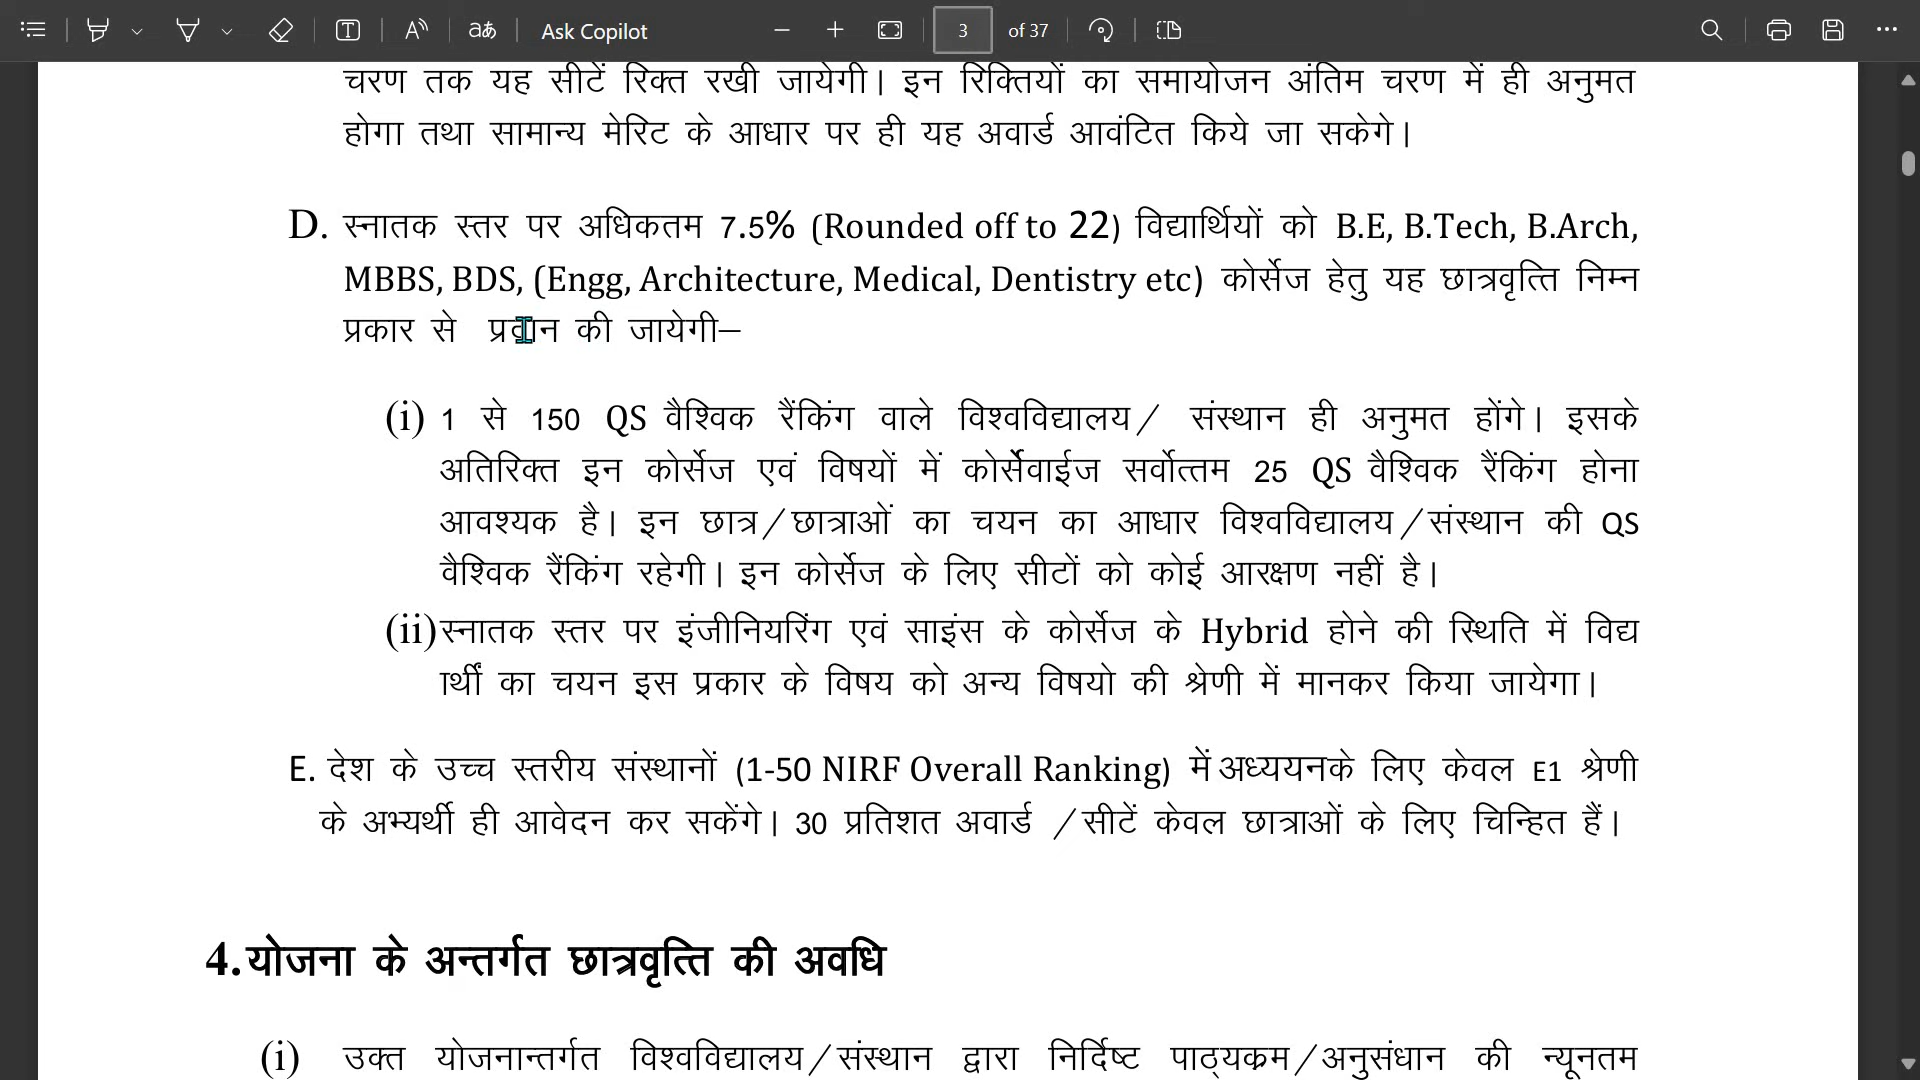 Ask Copilot
3 of 37
चरण तक यह सीटें रिक्त रखी जायेगी। इन रिक्तियों का समायोजन अंतिम चरण में ही अनुमत
होगा तथा सामान्य मेरिट के आधार पर ही यह अवार्ड आवंटित किये जा सकेगे।
D. स्नातक स्तर पर अधिकतम 7.5% (Rounded off to 22) विद्यार्थियों को B.E, B.Tech, B.Arch,
MBBS, BDS, (Engg, Architecture, Medical, Dentistry etc) कोर्सेज हेतु यह छात्रवृत्ति निम्न
प्रकार से प्रदान की जायेगी–
(i) 1 से 150 QS वैश्विक रैंकिंग वाले विश्वविद्यालय/ संस्थान ही अनुमत होंगे। इसके
अतिरिक्त इन कोर्सेज एवं विषयों में कोर्सेवाईज सर्वोत्तम 25 QS वैश्विक रैंकिंग होना
आवश्यक है। इन छात्र/छात्राओं का चयन का आधार विश्वविद्यालय/संस्थान की QS
वैश्विक रैंकिंग रहेगी। इन कोर्सेज के लिए सीटों को कोई आरक्षण नहीं है।
(ii) स्नातक स्तर पर इंजीनियरिंग एवं साइंस के कोर्सेज के Hybrid होने की स्थिति में विद्य
ार्थी का चयन इस प्रकार के विषय को अन्य विषयो की श्रेणी में मानकर किया जायेगा।
E. देश के उच्च स्तरीय संस्थानों (1-50 NIRF Overall Ranking) में अध्ययनके लिए केवल E1 श्रेणी
के अभ्यर्थी ही आवेदन कर सकेंगे। 30 प्रतिशत अवार्ड /सीटें केवल छात्राओं के लिए चिन्हित हैं।
4. योजना के अन्तर्गत छात्रवृत्ति की अवधि
(i) उक्त योजनान्तर्गत विश्वविद्यालय/संस्थान द्वारा निर्दिष्ट पाठ्यक्रम/अनुसंधान की न्यूनतम